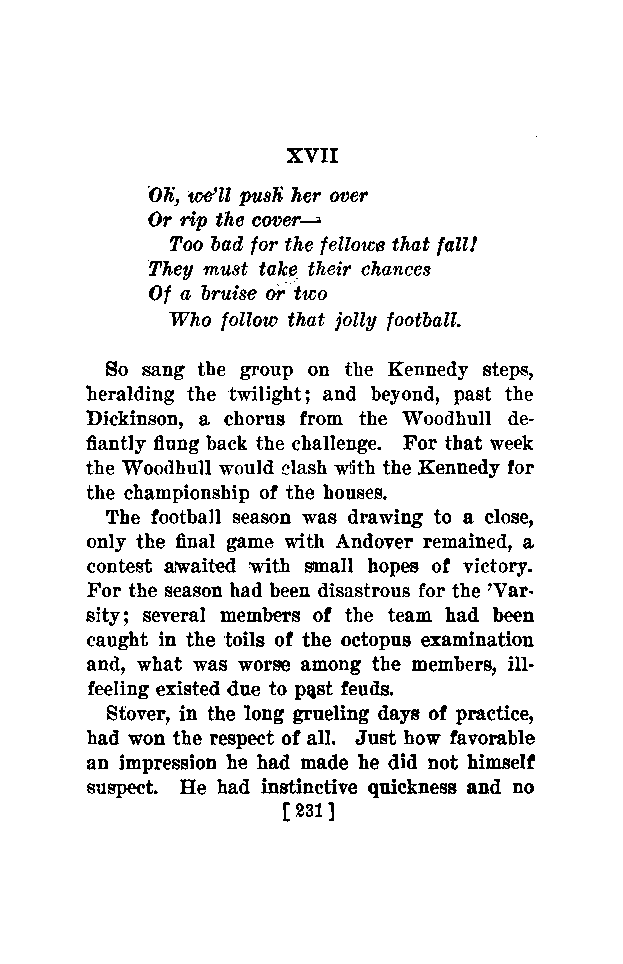 XVII
Oh, we'll push her over
Or rip the cover—
Too bad for the fellows that fall!
They must take their chances
Of a bruise or two
Who follow that jolly football.
So sang the group on the Kennedy steps,
heralding the twilight; and beyond, past the
Dickinson, a chorus from the Woodhull de-
fiantly flung back the challenge. For that week
the Woodhull would clash with the Kennedy for
the championship of the houses.
The football season was drawing to a close,
only the final game with Andover remained, a
contest awaited with small hopes of victory.
For the season had been disastrous for the 'Var-
sity; several members of the team had been
caught in the toils of the octopus examination
and, what was worse among the members, ill-
feeling existed due to past feuds.
Stover, in the long grueling days of practice,
had won the respect of all. Just how favorable
an impression he had made he did not himself
suspect. He had instinctive quickness and no
[231]